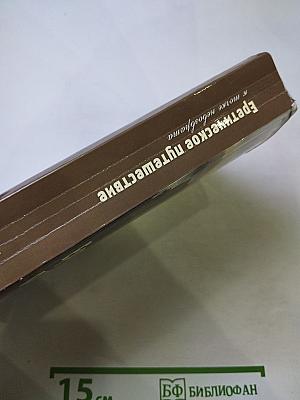 Еретическое путешествие
к точке невозврата
15 см
БФ БИБЛИОФАН